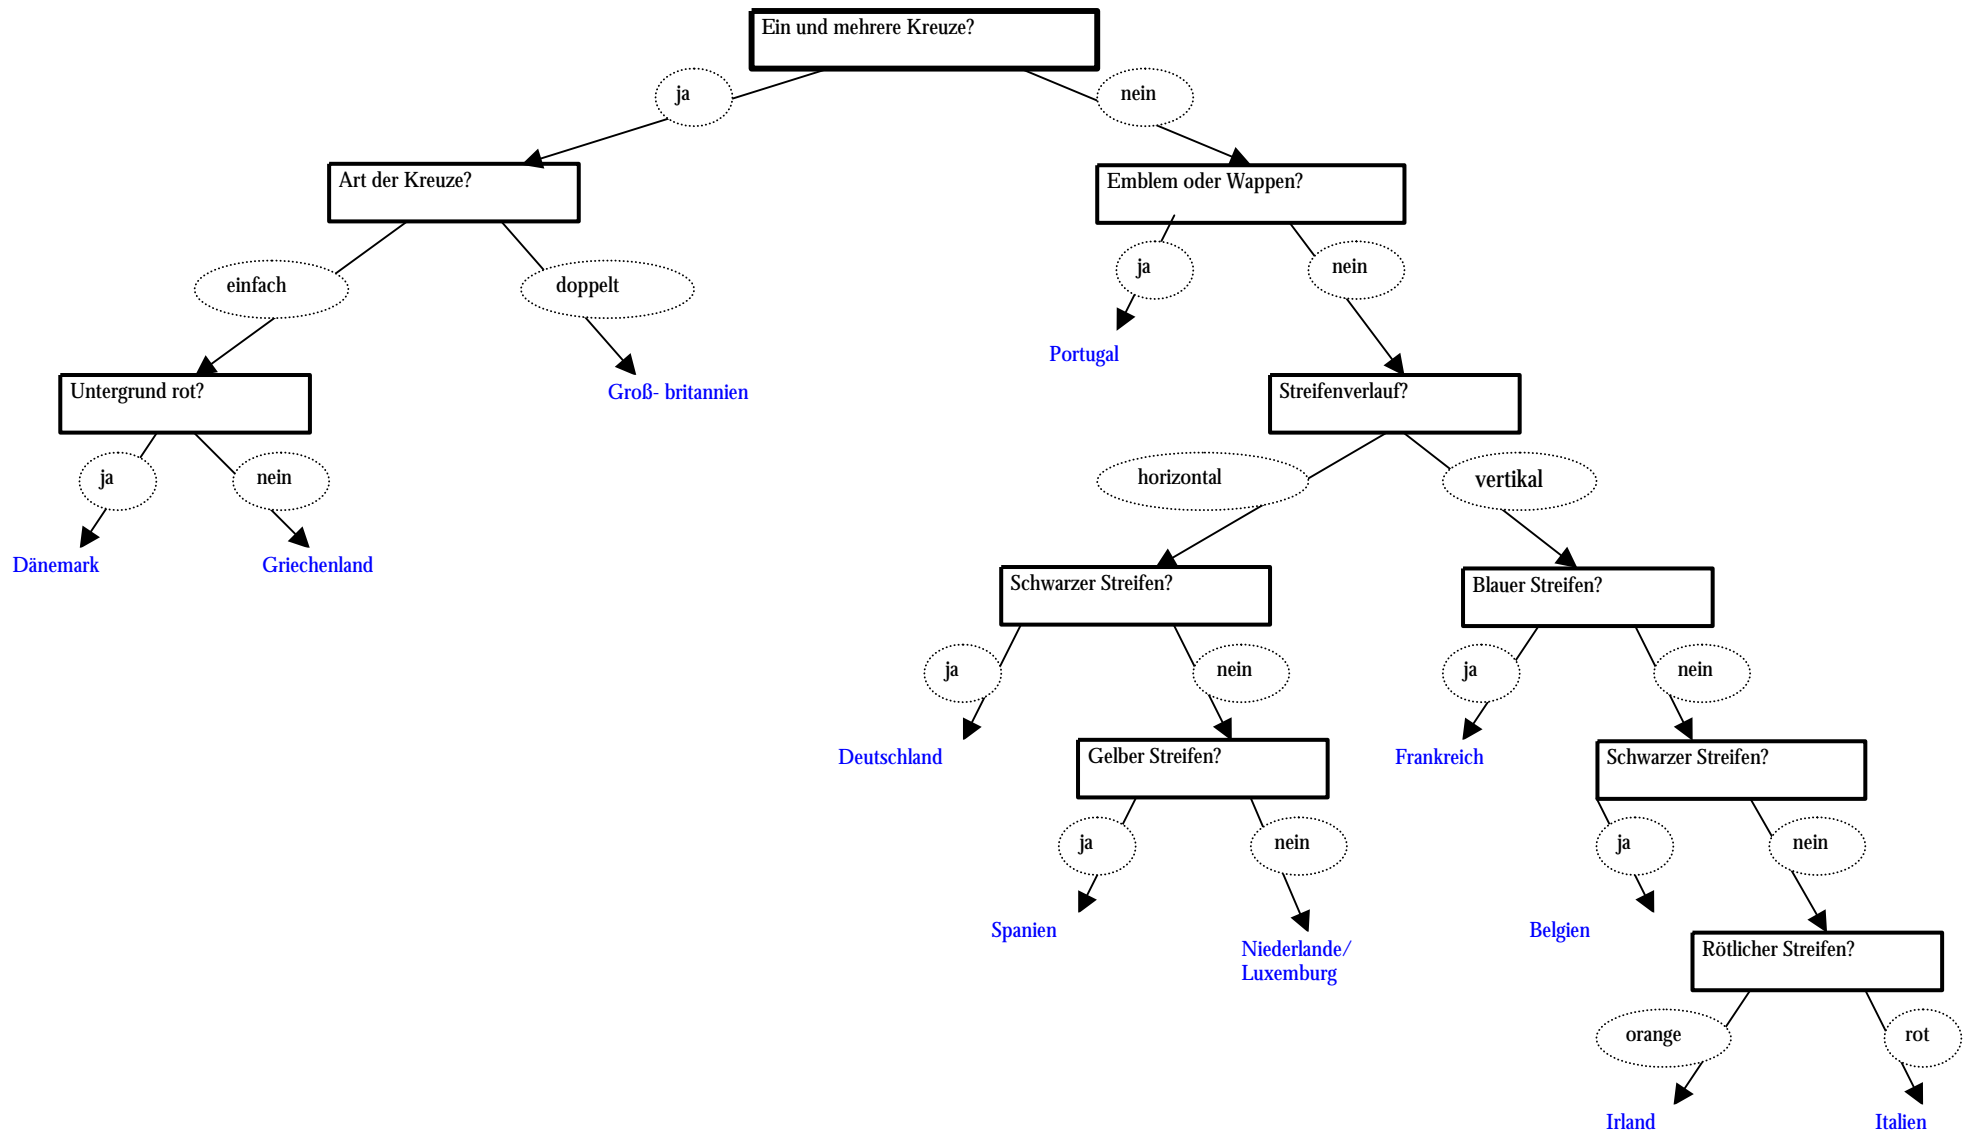 Ein und mehrere Kreuze?
ja
nein
Art der Kreuze?
Emblem oder Wappen?
einfach
doppelt
ja
nein
Portugal
Untergrund rot?
Groß- britannien
Streifenverlauf?
ja
nein
horizontal
vertikal
Dänemark
Griechenland
Schwarzer Streifen?
Blauer Streifen?
ja
nein
ja
nein
Deutschland
Gelber Streifen?
Frankreich
Schwarzer Streifen?
ja
nein
ja
nein
Spanien
Niederlande/
Luxemburg
Belgien
Rötlicher Streifen?
orange
rot
Irland
Italien